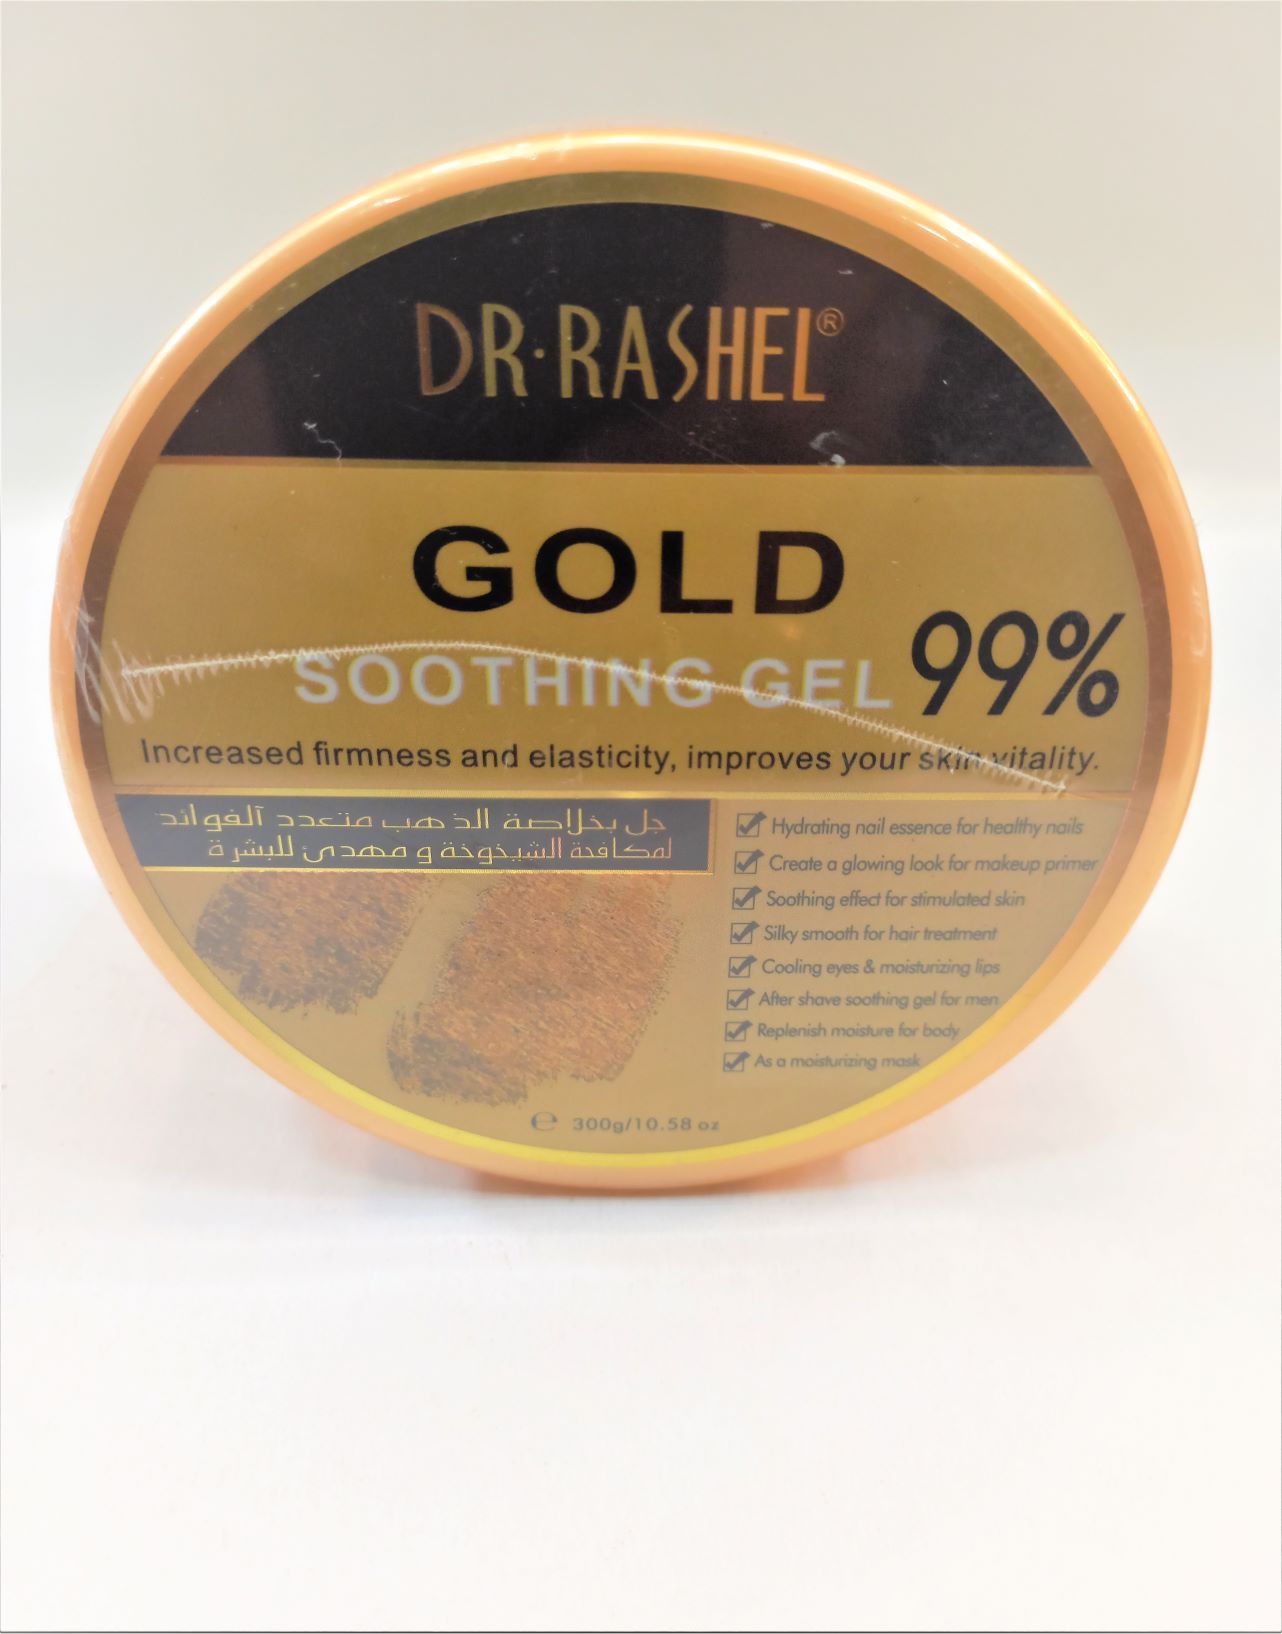 DR·RASHEL®
GOLD
SOOTHING GEL 99%
Increased firmness and elasticity, improves your skin vitality.
جل بخلاصة الذهب متعدد آلفوائد
لمكافحة الشيخوخة و مهدئ للبشرة
Hydrating nail essence for healthy nails
Create a glowing look for makeup primer
Soothing effect for stimulated skin
Silky smooth for hair treatment
Cooling eyes & moisturizing lips
After shave soothing gel for men
Replenish moisture for body
As a moisturizing mask
℮ 300g/10.58 oz